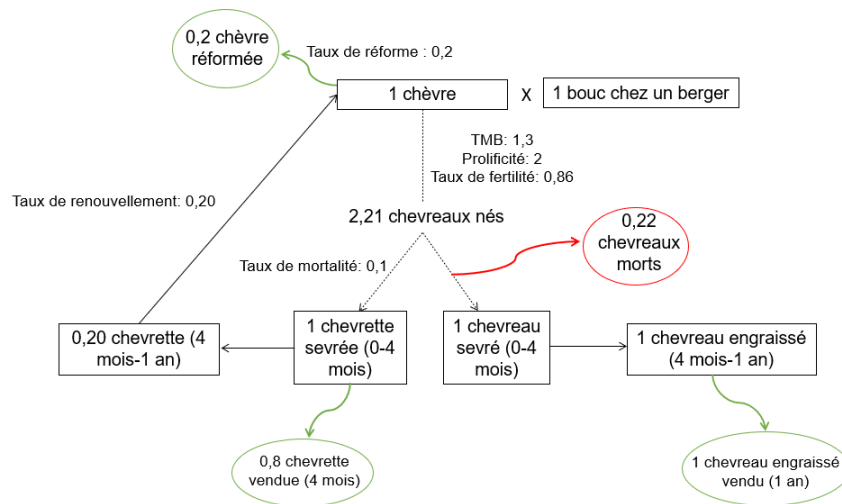 0,2 chèvre
réformée
Taux de réforme : 0,2
1 chèvre
X
1 bouc chez un berger
TMB: 1,3
Prolificité: 2
Taux de fertilité: 0,86
Taux de renouvellement: 0,20
2,21 chevreaux nés
0,22
chevreaux
morts
Taux de mortalité: 0,1
0,20 chevrette (4
mois-1 an)
1 chevrette
sevrée (0-4
mois)
1 chevreau
sevré (0-4
mois)
1 chevreau engraissé
(4 mois-1 an)
0,8 chevrette
vendue (4 mois)
1 chevreau engraissé
vendu (1 an)